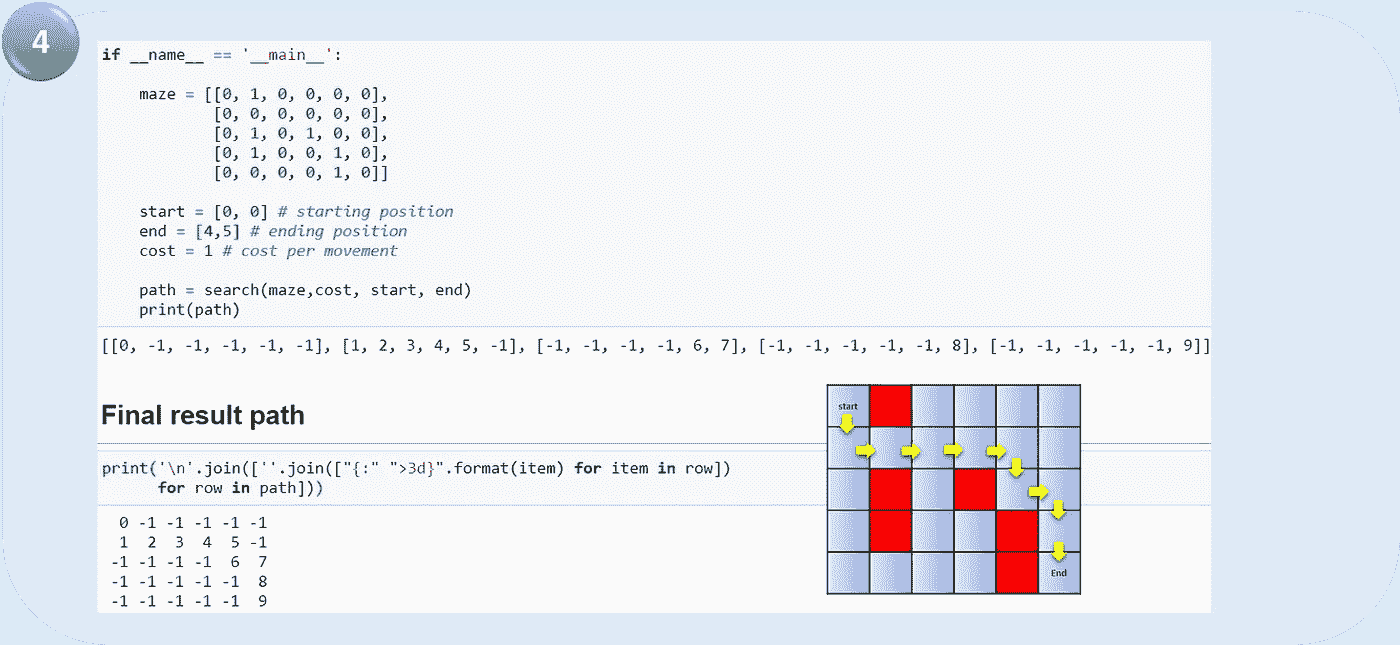 4
if __name__ == '__main__':
maze = [[0, 1, 0, 0, 0, 0],
[0, 0, 0, 0, 0, 0],
[0, 1, 0, 1, 0, 0],
[0, 1, 0, 0, 1, 0],
[0, 0, 0, 0, 1, 0]]
start = [0, 0] # starting position
end = [4,5] # ending position
cost = 1 # cost per movement
path = search(maze,cost, start, end)
print(path)
[[0, -1, -1, -1, -1, -1], [1, 2, 3, 4, 5, -1], [-1, -1, -1, -1, 6, 7], [-1, -1, -1, -1, -1, 8], [-1, -1, -1, -1, -1, 9]]
Final result path
print('\n'.join([''.join(["{:" ">3d}".format(item) for item in row])
for row in path]))
0 -1 -1 -1 -1 -1
1 2 3 4 5 -1
-1 -1 -1 -1 6 7
-1 -1 -1 -1 -1 8
-1 -1 -1 -1 -1 9
start
End